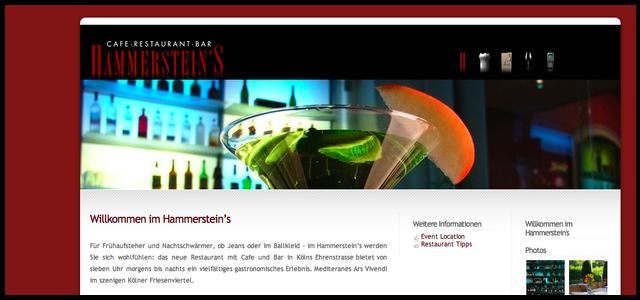 CAFE·RESTAURANT·BAR
HAMMERSTEIN'S
Willkommen im Hammerstein's
Für Frühaufsteher und Nachtschwärmer, ob Jeans oder im Ballkleid - im Hammerstein's werden
Sie sich wohlfühlen: das neue Restaurant mit Cafe und Bar in Kölns Ehrenstrasse bietet von
sieben Uhr morgens bis nachts ein vielfältiges gastronomisches Erlebnis. Mediteranes Ars Vivendi
im szenigen Kölner Friesenviertel.
Weitere Informationen
Event Location
Restaurant Tipps
Willkommen im
Hammerstein's
Photos